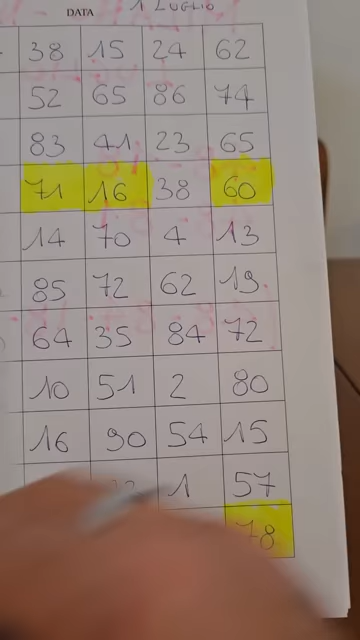 DATA 1 LUGLIO
38 15 24 62
52 65 86 74
83 41 23 65
71 16 38 60
14 70 4 13
85 72 62 19
64 35 84 72
10 51 2 80
16 90 54 15
1 57
78